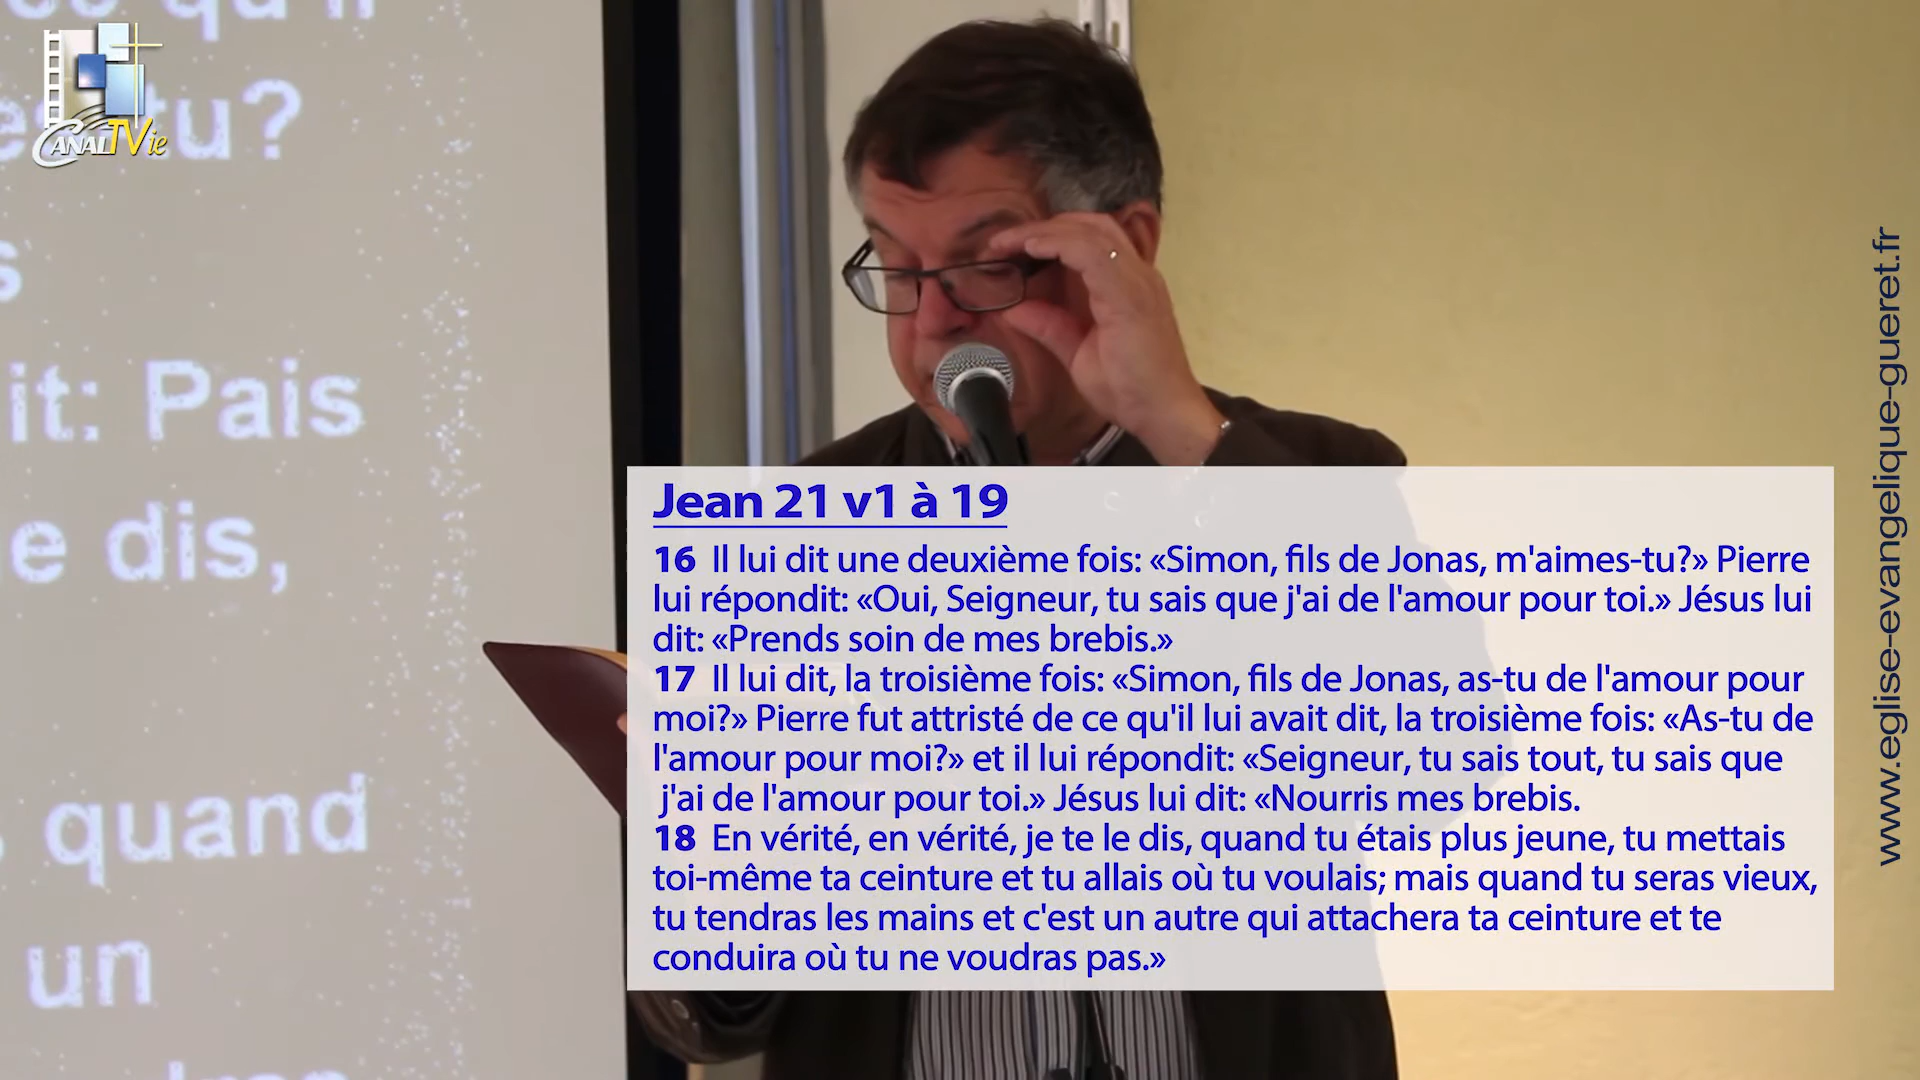 CANAL TVie
tu?
s
it: Pais
e dis,
quand
un
Jean 21 v1 à 19
16 Il lui dit une deuxième fois: «Simon, fils de Jonas, m'aimes-tu?» Pierre
lui répondit: «Oui, Seigneur, tu sais que j'ai de l'amour pour toi.» Jésus lui
dit: «Prends soin de mes brebis.»
17 Il lui dit, la troisième fois: «Simon, fils de Jonas, as-tu de l'amour pour
moi?» Pierre fut attristé de ce qu'il lui avait dit, la troisième fois: «As-tu de
l'amour pour moi?» et il lui répondit: «Seigneur, tu sais tout, tu sais que
j'ai de l'amour pour toi.» Jésus lui dit: «Nourris mes brebis.
18 En vérité, en vérité, je te le dis, quand tu étais plus jeune, tu mettais
toi-même ta ceinture et tu allais où tu voulais; mais quand tu seras vieux,
tu tendras les mains et c'est un autre qui attachera ta ceinture et te
conduira où tu ne voudras pas.»
www.eglise-evangelique-gueret.fr